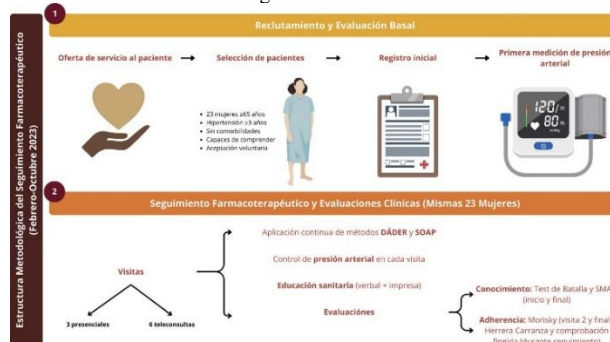 Estructura Metodológica del Seguimiento Farmacoterapéutico
(Febrero-Octubre 2023)
1
Reclutamiento y Evaluación Basal
Oferta de servicio al paciente
Selección de pacientes
Registro inicial
Primera medición de presión
arterial
• 23 mujeres ≥65 años
• Hipertensión ≥3 años
• Sin comorbilidades
• Capaces de comprender
• Aceptación voluntaria
120/
80
2
Seguimiento Farmacoterapéutico y Evaluaciones Clínicas (Mismas 23 Mujeres)
Aplicación continua de métodos DÁDER y SOAP
Visitas
Control de presión arterial en cada visita
Educación sanitaria (verbal + impresa)
Evaluaciónes
3 presenciales
6 teleconsultas
Conocimiento: Test de Batalla y SMA
(inicio y final)
Adherencia: Morisky (visita 2 y final)
Herrera Carranza y comprobación
(durante seguimiento)